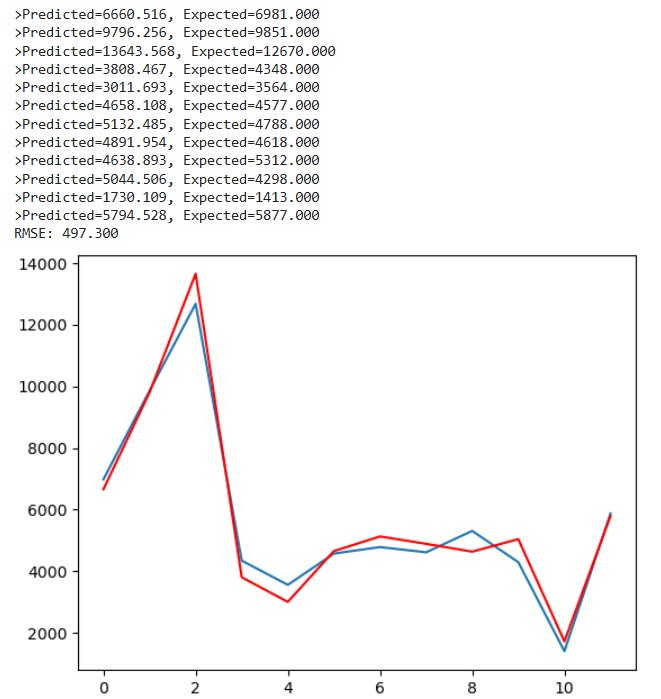 >Predicted=6660.516, Expected=6981.000
>Predicted=9796.256, Expected=9851.000
>Predicted=13643.568, Expected=12670.000
>Predicted=3808.467, Expected=4348.000
>Predicted=3011.693, Expected=3564.000
>Predicted=4658.108, Expected=4577.000
>Predicted=5132.485, Expected=4788.000
>Predicted=4891.954, Expected=4618.000
>Predicted=4638.893, Expected=5312.000
>Predicted=5044.506, Expected=4298.000
>Predicted=1730.109, Expected=1413.000
>Predicted=5794.528, Expected=5877.000
RMSE: 497.300
14000
12000
10000
8000
6000
4000
2000
0 2 4 6 8 10